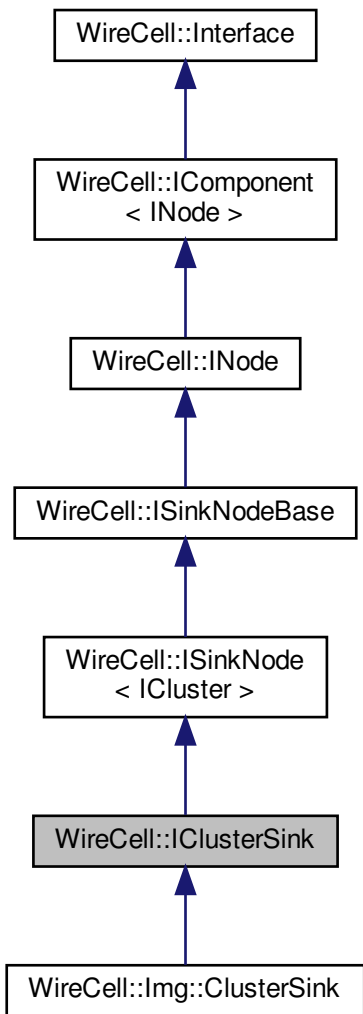 WireCell::Interface
WireCell::IComponent
< INode >
WireCell::INode
WireCell::ISinkNodeBase
WireCell::ISinkNode
< ICluster >
WireCell::IClusterSink
WireCell::Img::ClusterSink